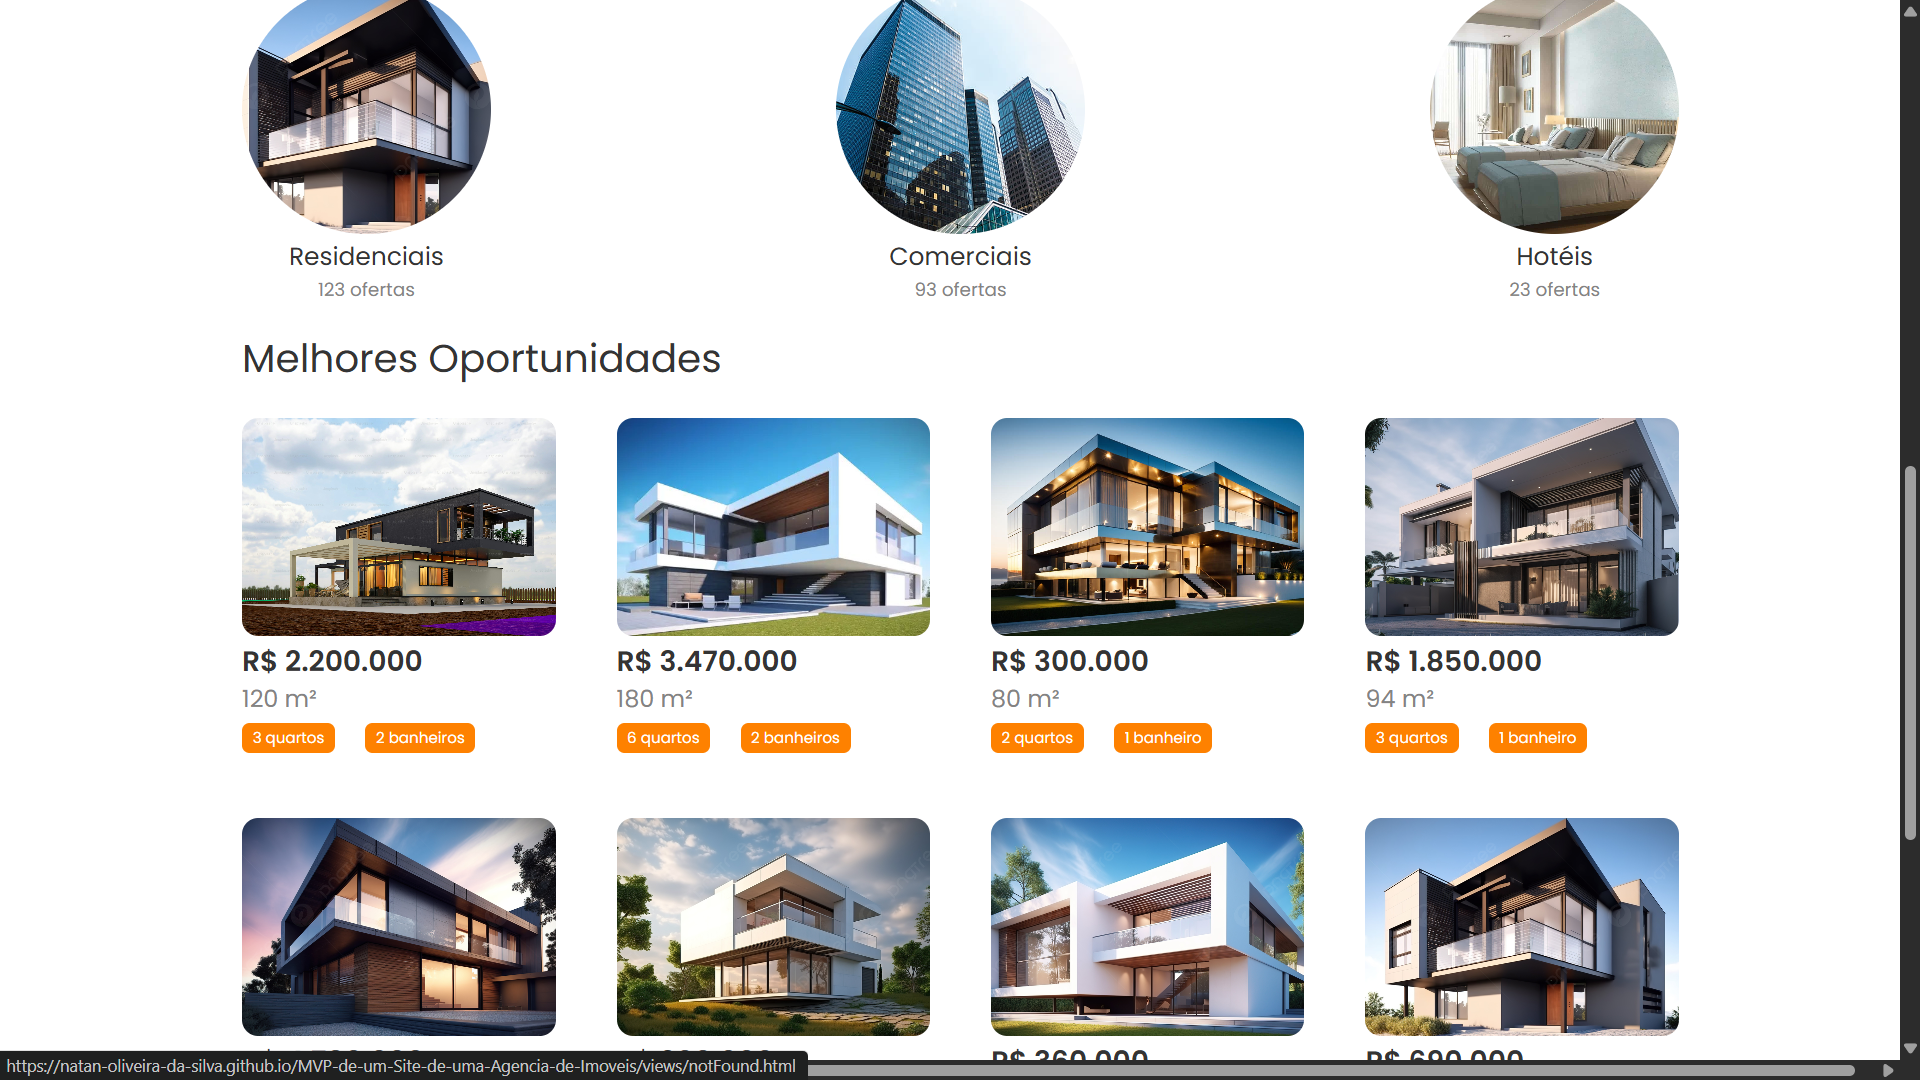 Residenciais
123 ofertas
Comerciais
93 ofertas
Hotéis
23 ofertas
Melhores Oportunidades
R$ 2.200.000
120 m²
3 quartos
2 banheiros
R$ 3.470.000
180 m²
6 quartos
2 banheiros
R$ 300.000
80 m²
2 quartos
1 banheiro
R$ 1.850.000
94 m²
3 quartos
1 banheiro
R$ 360.000
R$ 690.000
https://natan-oliveira-da-silva.github.io/MVP-de-um-Site-de-uma-Agencia-de-Imoveis/views/notFound.html